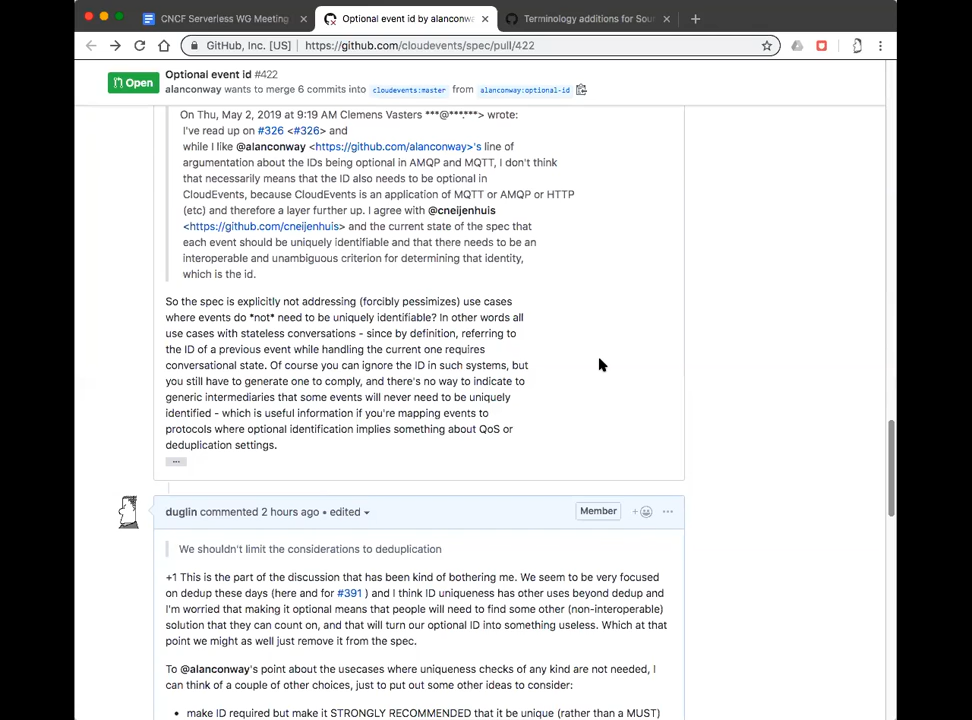 CNCF Serverless WG Meeting
Optional event id by alanconwa
Terminology additions for Sour
GitHub, Inc. [US]
https://github.com/cloudevents/spec/pull/422
Open
Optional event id #422
alanconway wants to merge 6 commits into cloudevents:master from alanconway:optional-id
On Thu, May 2, 2019 at 9:19 AM Clemens Vasters ***@***.***> wrote:
I've read up on #326 <#326> and
while I like @alanconway <https://github.com/alanconway>'s line of
argumentation about the IDs being optional in AMQP and MQTT, I don't think
that necessarily means that the ID also needs to be optional in
CloudEvents, because CloudEvents is an application of MQTT or AMQP or HTTP
(etc) and therefore a layer further up. I agree with @cneijenhuis
<https://github.com/cneijenhuis> and the current state of the spec that
each event should be uniquely identifiable and that there needs to be an
interoperable and unambiguous criterion for determining that identity,
which is the id.
So the spec is explicitly not addressing (forcibly pessimizes) use cases
where events do *not* need to be uniquely identifiable? In other words all
use cases with stateless conversations - since by definition, referring to
the ID of a previous event while handling the current one requires
conversational state. Of course you can ignore the ID in such systems, but
you still have to generate one to comply, and there's no way to indicate to
generic intermediaries that some events will never need to be uniquely
identified - which is useful information if you're mapping events to
protocols where optional identification implies something about QoS or
deduplication settings.
...
duglin commented 2 hours ago • edited
Member
We shouldn't limit the considerations to deduplication
+1 This is the part of the discussion that has been kind of bothering me. We seem to be very focused
on dedup these days (here and for #391 ) and I think ID uniqueness has other uses beyond dedup and
I'm worried that making it optional means that people will need to find some other (non-interoperable)
solution that they can count on, and that will turn our optional ID into something useless. Which at that
point we might as well just remove it from the spec.
To @alanconway's point about the usecases where uniqueness checks of any kind are not needed, I
can think of a couple of other choices, just to put out some other ideas to consider:
• make ID required but make it STRONGLY RECOMMENDED that it be unique (rather than a MUST)